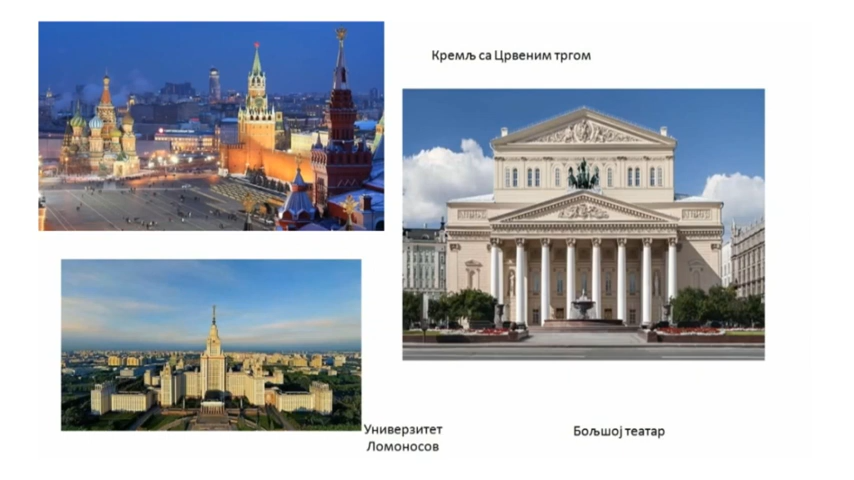 Кремљ са Црвеним тргом
Универзитет
Ломоносов
Бољшој театар